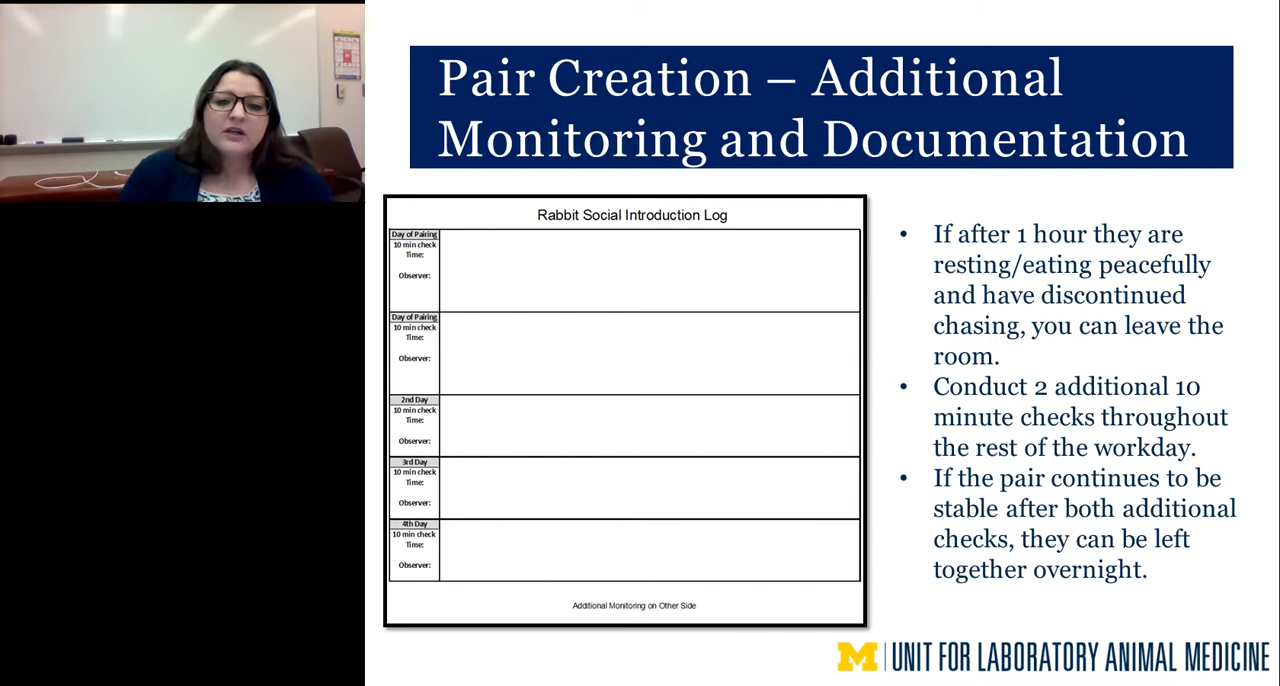 Pair Creation – Additional
Monitoring and Documentation
Rabbit Social Introduction Log
Day of Pairing
10 min check
Time:
Observer:
Day of Pairing
10 min check
Time:
Observer:
2nd Day
10 min check
Time:
Observer:
3rd Day
10 min check
Time:
Observer:
4th Day
10 min check
Time:
Observer:
Additional Monitoring on Other Side
• If after 1 hour they are
resting/eating peacefully
and have discontinued
chasing, you can leave the
room.
• Conduct 2 additional 10
minute checks throughout
the rest of the workday.
• If the pair continues to be
stable after both additional
checks, they can be left
together overnight.
M | UNIT FOR LABORATORY ANIMAL MEDICINE